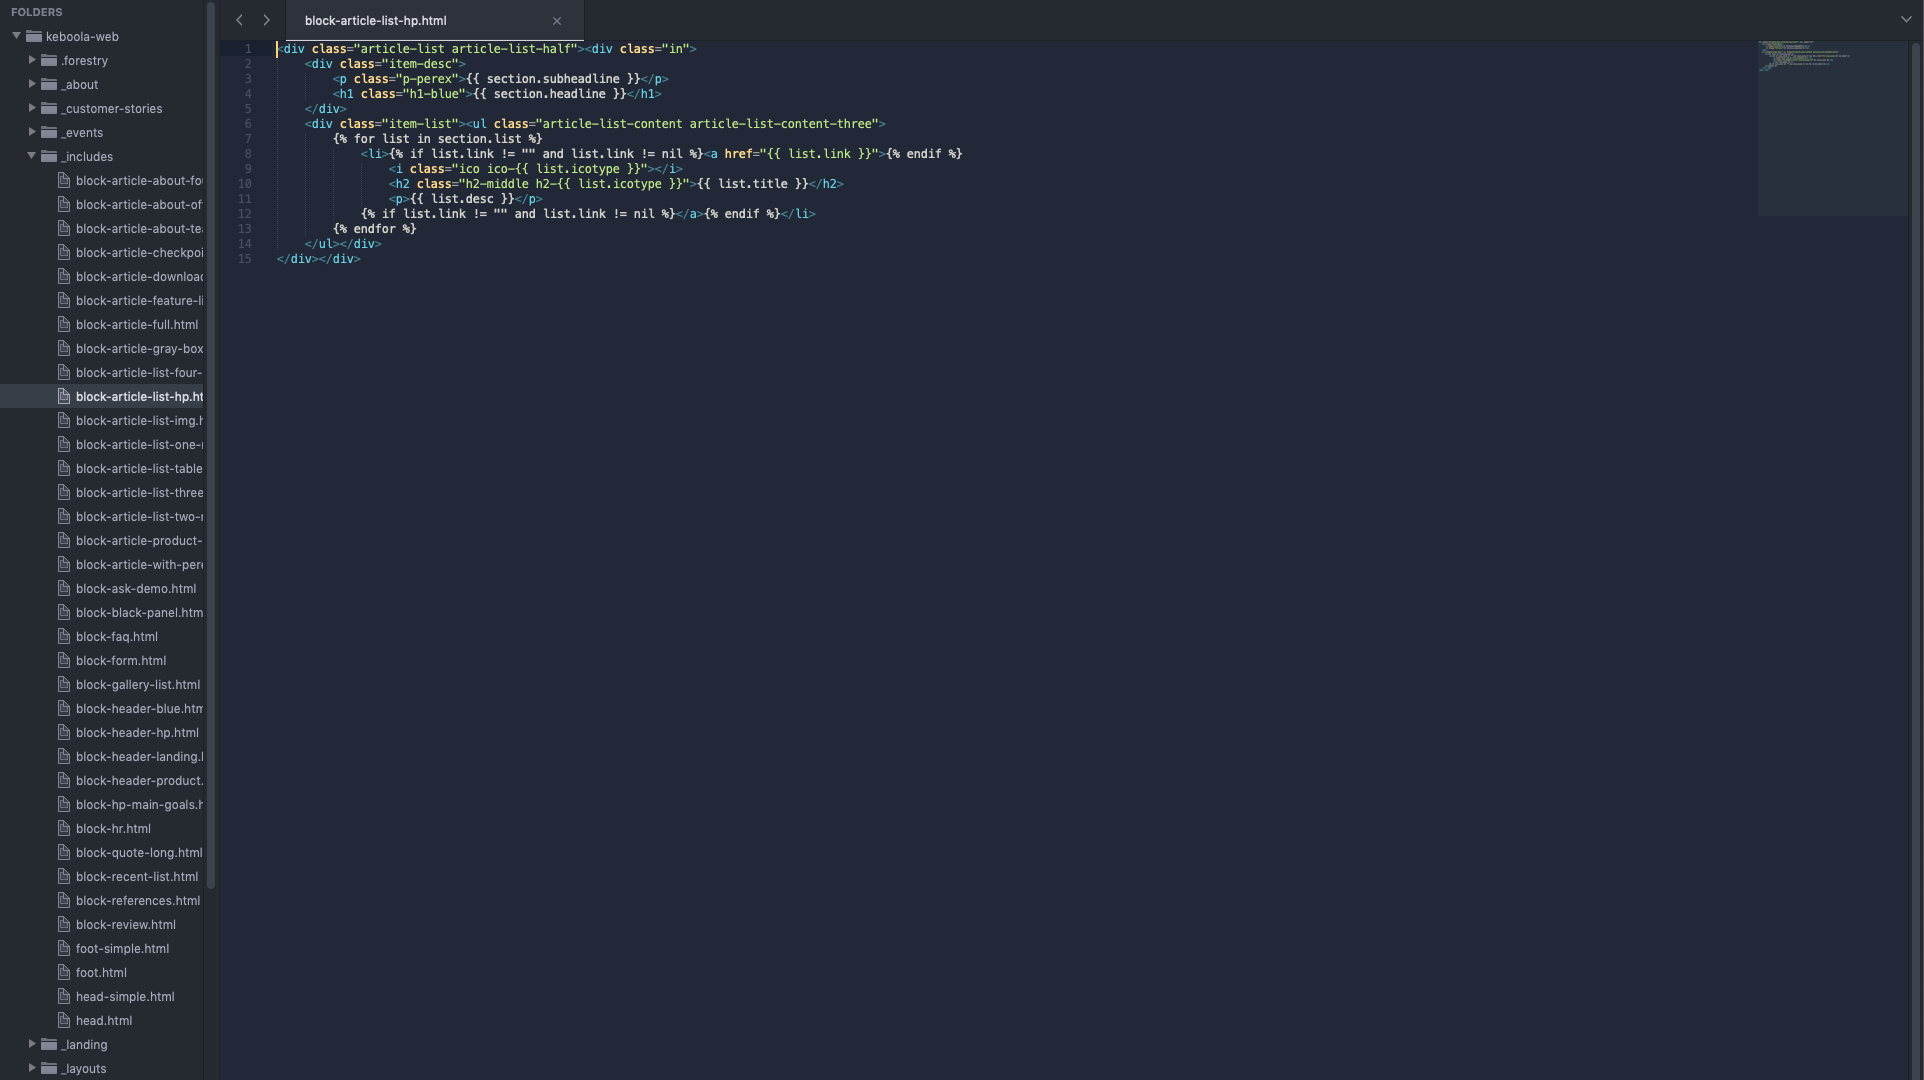 FOLDERS
keboola-web
.forestry
_about
_customer-stories
_events
_includes
block-article-about-fou
block-article-about-of
block-article-about-tea
block-article-checkpoi
block-article-download
block-article-feature-li
block-article-full.html
block-article-gray-box
block-article-list-four-
block-article-list-hp.ht
block-article-list-img.h
block-article-list-one-r
block-article-list-table
block-article-list-three
block-article-list-two-r
block-article-product-
block-article-with-pere
block-ask-demo.html
block-black-panel.htm
block-faq.html
block-form.html
block-gallery-list.html
block-header-blue.htm
block-header-hp.html
block-header-landing.h
block-header-product.
block-hp-main-goals.h
block-hr.html
block-quote-long.html
block-recent-list.html
block-references.html
block-review.html
foot-simple.html
foot.html
head-simple.html
head.html
_landing
_layouts
block-article-list-hp.html
1 <div class="article-list article-list-half"><div class="in">
2 <div class="item-desc">
3 <p class="p-perex">{{ section.subheadline }}</p>
4 <h1 class="h1-blue">{{ section.headline }}</h1>
5 </div>
6 <div class="item-list"><ul class="article-list-content article-list-content-three">
7 {% for list in section.list %}
8 <li>{% if list.link != "" and list.link != nil %}<a href="{{ list.link }}">{% endif %}
9 <i class="ico ico-{{ list.icotype }}"></i>
10 <h2 class="h2-middle h2-{{ list.icotype }}">{{ list.title }}</h2>
11 <p>{{ list.desc }}</p>
12 {% if list.link != "" and list.link != nil %}</a>{% endif %}</li>
13 {% endfor %}
14 </ul></div>
15 </div></div>